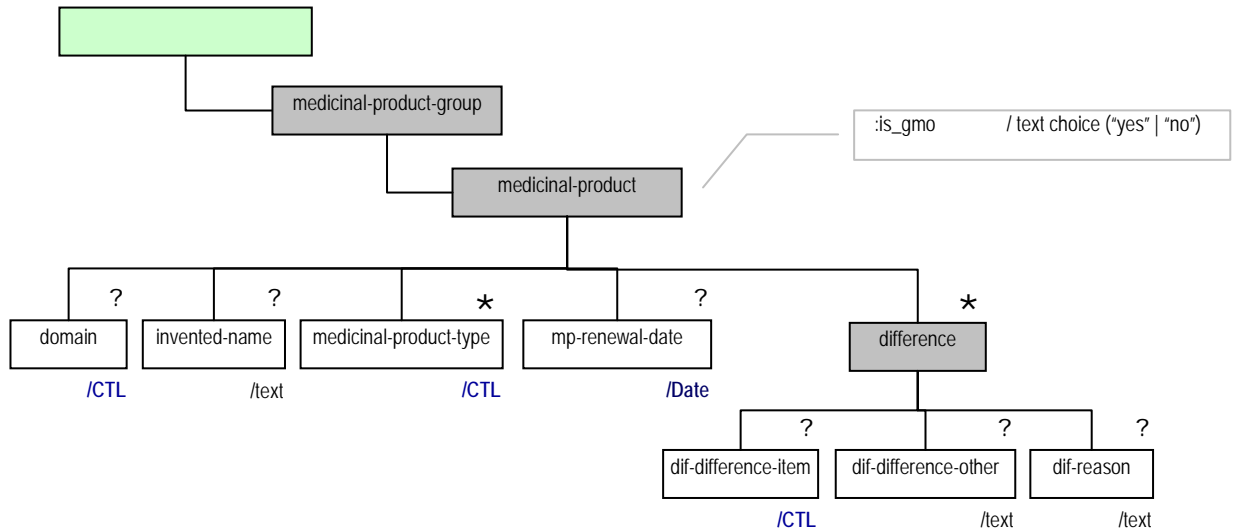 medicinal-product-group
:is_gmo / text choice ("yes" | "no")
medicinal-product
? ? * ? *
domain invented-name medicinal-product-type mp-renewal-date difference
/CTL /text /CTL /Date
? ? ?
dif-difference-item dif-difference-other dif-reason
/CTL /text /text